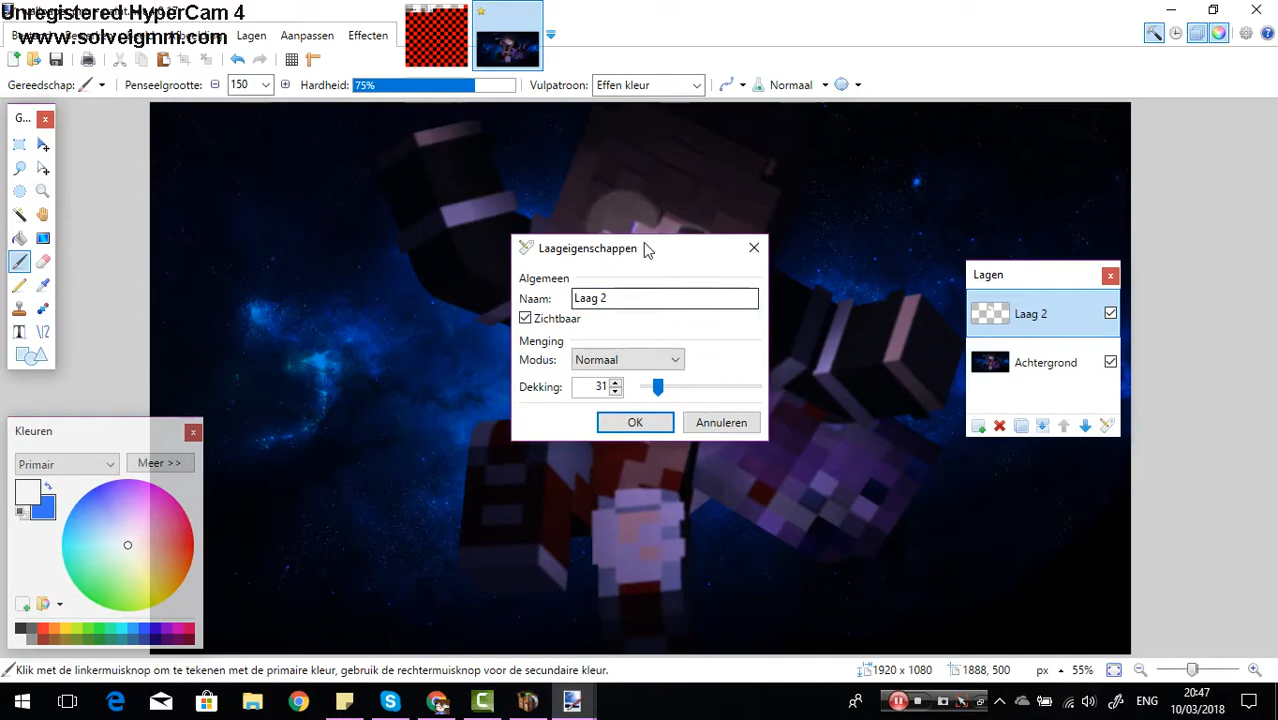 Unregistered HyperCam 4
www.solveigmm.com
Lagen Aanpassen Effecten
Gereedschap: Penseelgrootte: 150 Hardheid: 75% Vulpatroon: Effen kleur Normaal
G... x
Laageigenschappen
Algemeen
Naam: Laag 2
Zichtbaar
Menging
Modus: Normaal
Dekking: 31
OK Annuleren
Lagen x
Laag 2
Achtergrond
Kleuren x
Primair Meer >>
Klik met de linkermuisknop om te tekenen met de primaire kleur, gebruik de rechtermuisknop voor de secundaire kleur. 1920 x 1080 1888, 500 px 55%
ENG 20:47
10/03/2018